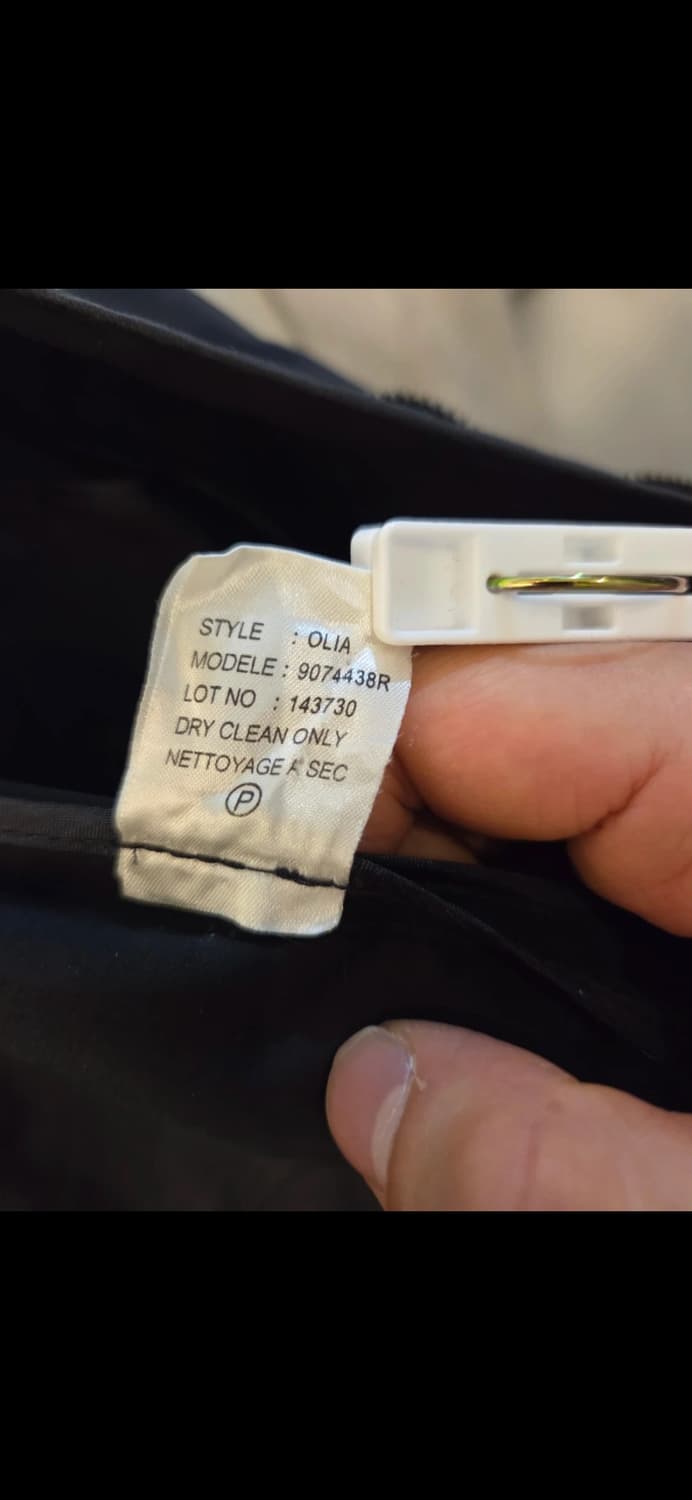 STYLE : OLIA
MODELE : 9074438R
LOT NO : 143730
DRY CLEAN ONLY
NETTOYAGE A SEC
P